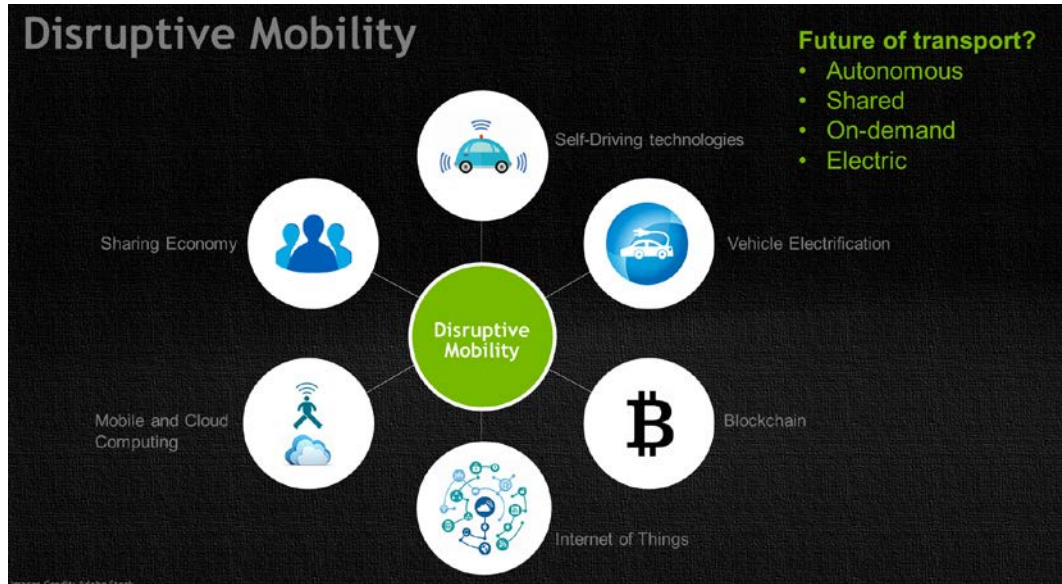 Disruptive Mobility
Future of transport?
• Autonomous
• Shared
• On-demand
• Electric
Self-Driving technologies
Sharing Economy
Vehicle Electrification
Disruptive
Mobility
Mobile and Cloud
Computing
Blockchain
Internet of Things